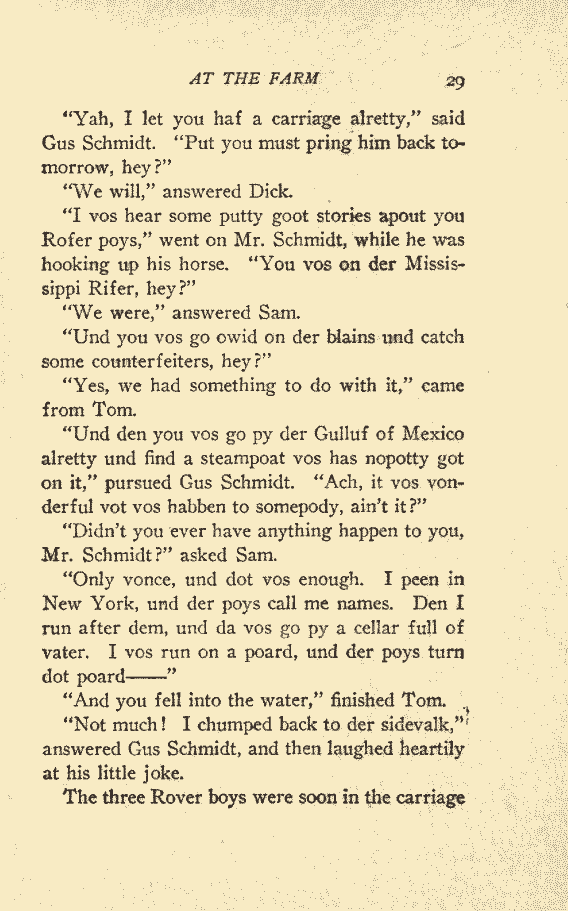 AT THE FARM 29
“Yah, I let you haf a carriage alretty,” said
Gus Schmidt. “Put you must pring him back to-
morrow, hey?”
“We will,” answered Dick.
“I vos hear some putty goot stories apout you
Rofer poys,” went on Mr. Schmidt, while he was
hooking up his horse. “You vos on der Missis-
sippi Rifer, hey?”
“We were,” answered Sam.
“Und you vos go owid on der blains und catch
some counterfeiters, hey?”
“Yes, we had something to do with it,” came
from Tom.
“Und den you vos go py der Gulluf of Mexico
alretty und find a steampoat vos has nopotty got
on it,” pursued Gus Schmidt. “Ach, it vos von-
derful vot vos habben to somepody, ain’t it?”
“Didn’t you ever have anything happen to you,
Mr. Schmidt?” asked Sam.
“Only vonce, und dot vos enough. I peen in
New York, und der poys call me names. Den I
run after dem, und da vos go py a cellar full of
vater. I vos run on a poard, und der poys turn
dot poard——”
“And you fell into the water,” finished Tom.
“Not much! I chumped back to der sidevalk,”
answered Gus Schmidt, and then laughed heartily
at his little joke.
The three Rover boys were soon in the carriage